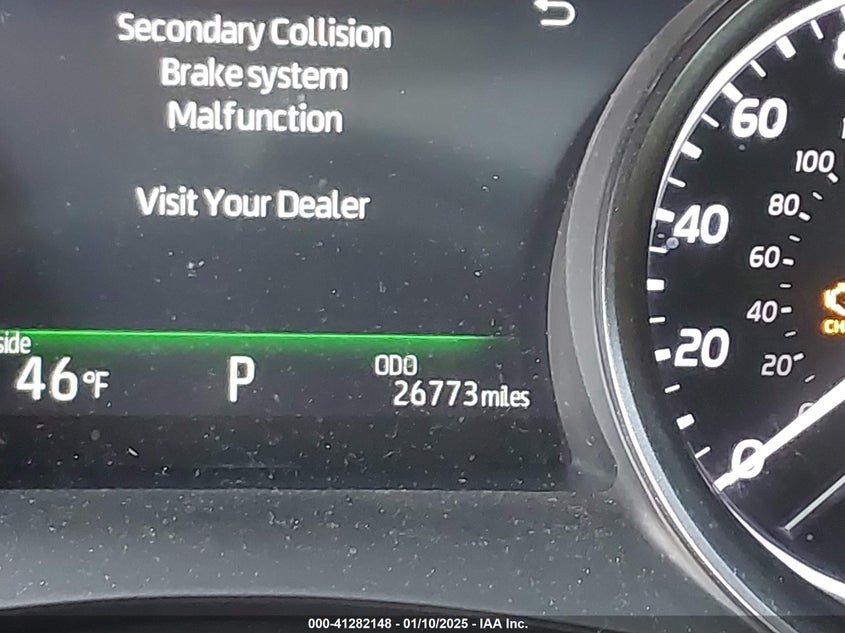 Secondary Collision
Brake system
Malfunction
Visit Your Dealer
side
46°F
P
ODO
26773 miles
60
40
20
0
100
80
60
40
20
CH
000-41282148 - 01/10/2025 - IAA Inc.